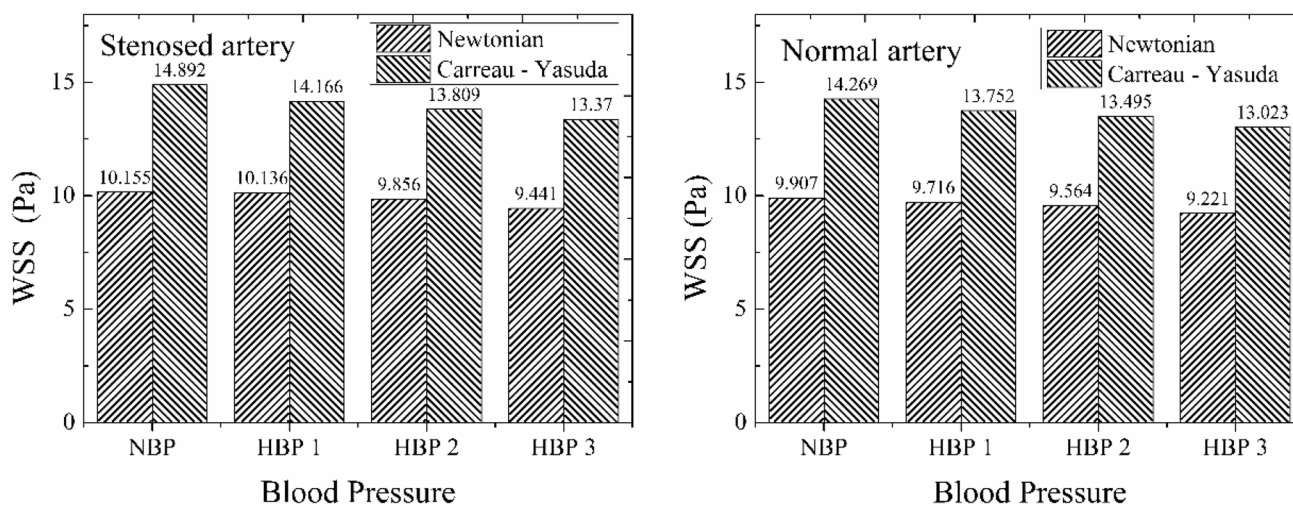 Stenosed artery
Newtonian
Carreau - Yasuda
WSS (Pa)
15
10
5
0
14.892
14.166
13.809
13.37
10.155
10.136
9.856
9.441
NBP
HBP 1
HBP 2
HBP 3
Blood Pressure
Normal artery
Newtonian
Carreau - Yasuda
WSS (Pa)
15
10
5
0
14.269
13.752
13.495
13.023
9.907
9.716
9.564
9.221
NBP
HBP 1
HBP 2
HBP 3
Blood Pressure